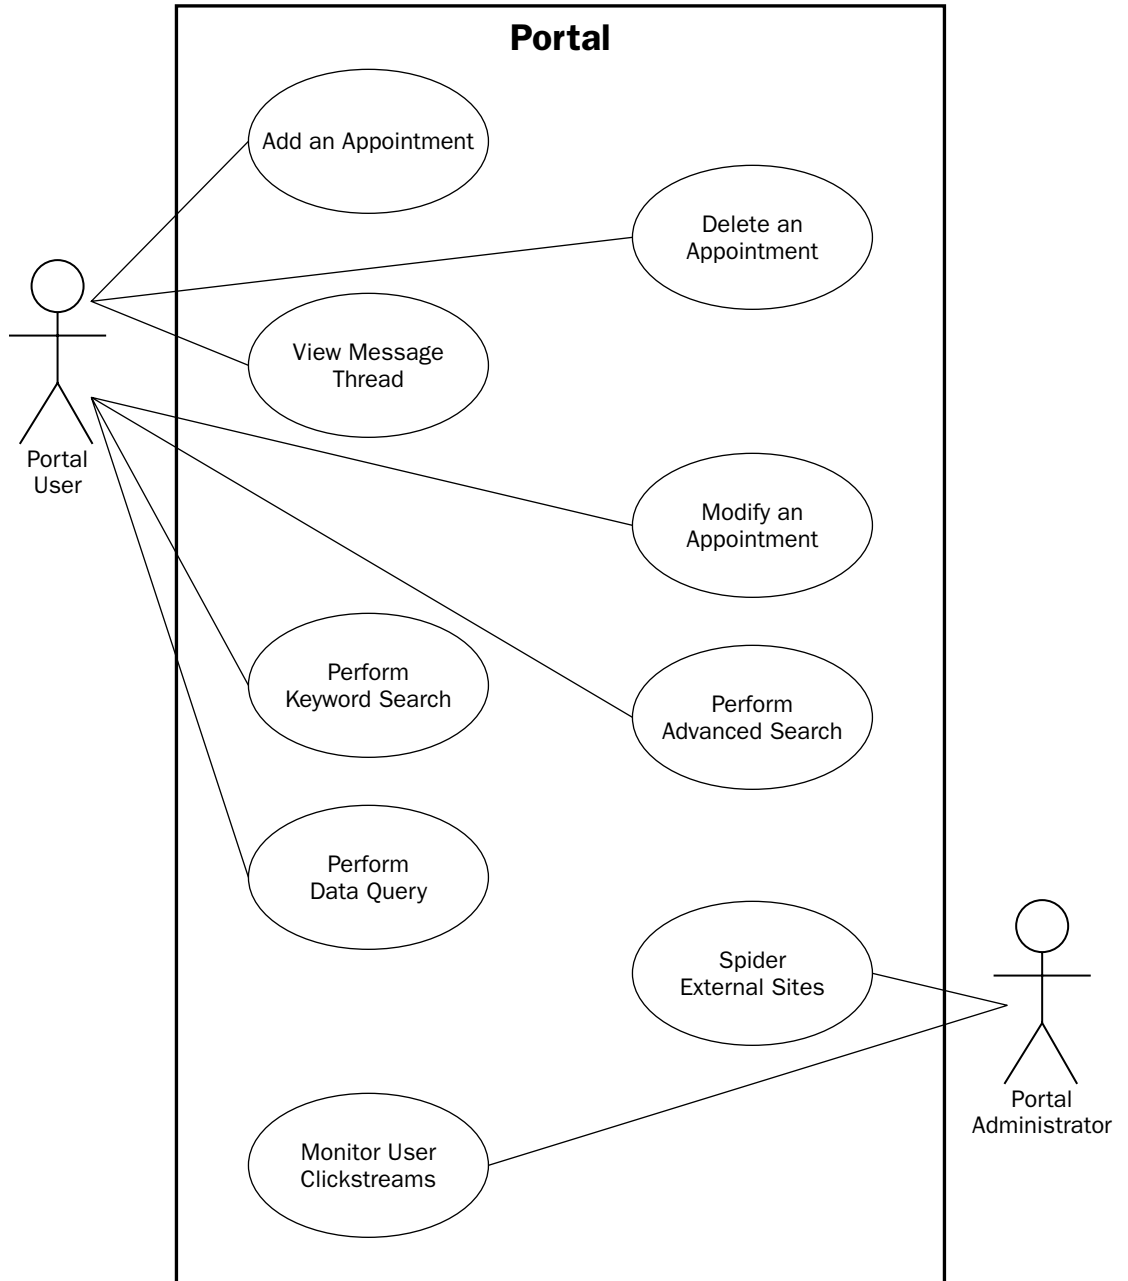 Portal
Add an Appointment
Delete an
Appointment
View Message
Thread
Portal
User
Modify an
Appointment
Perform
Keyword Search
Perform
Advanced Search
Perform
Data Query
Spider
External Sites
Portal
Administrator
Monitor User
Clickstreams